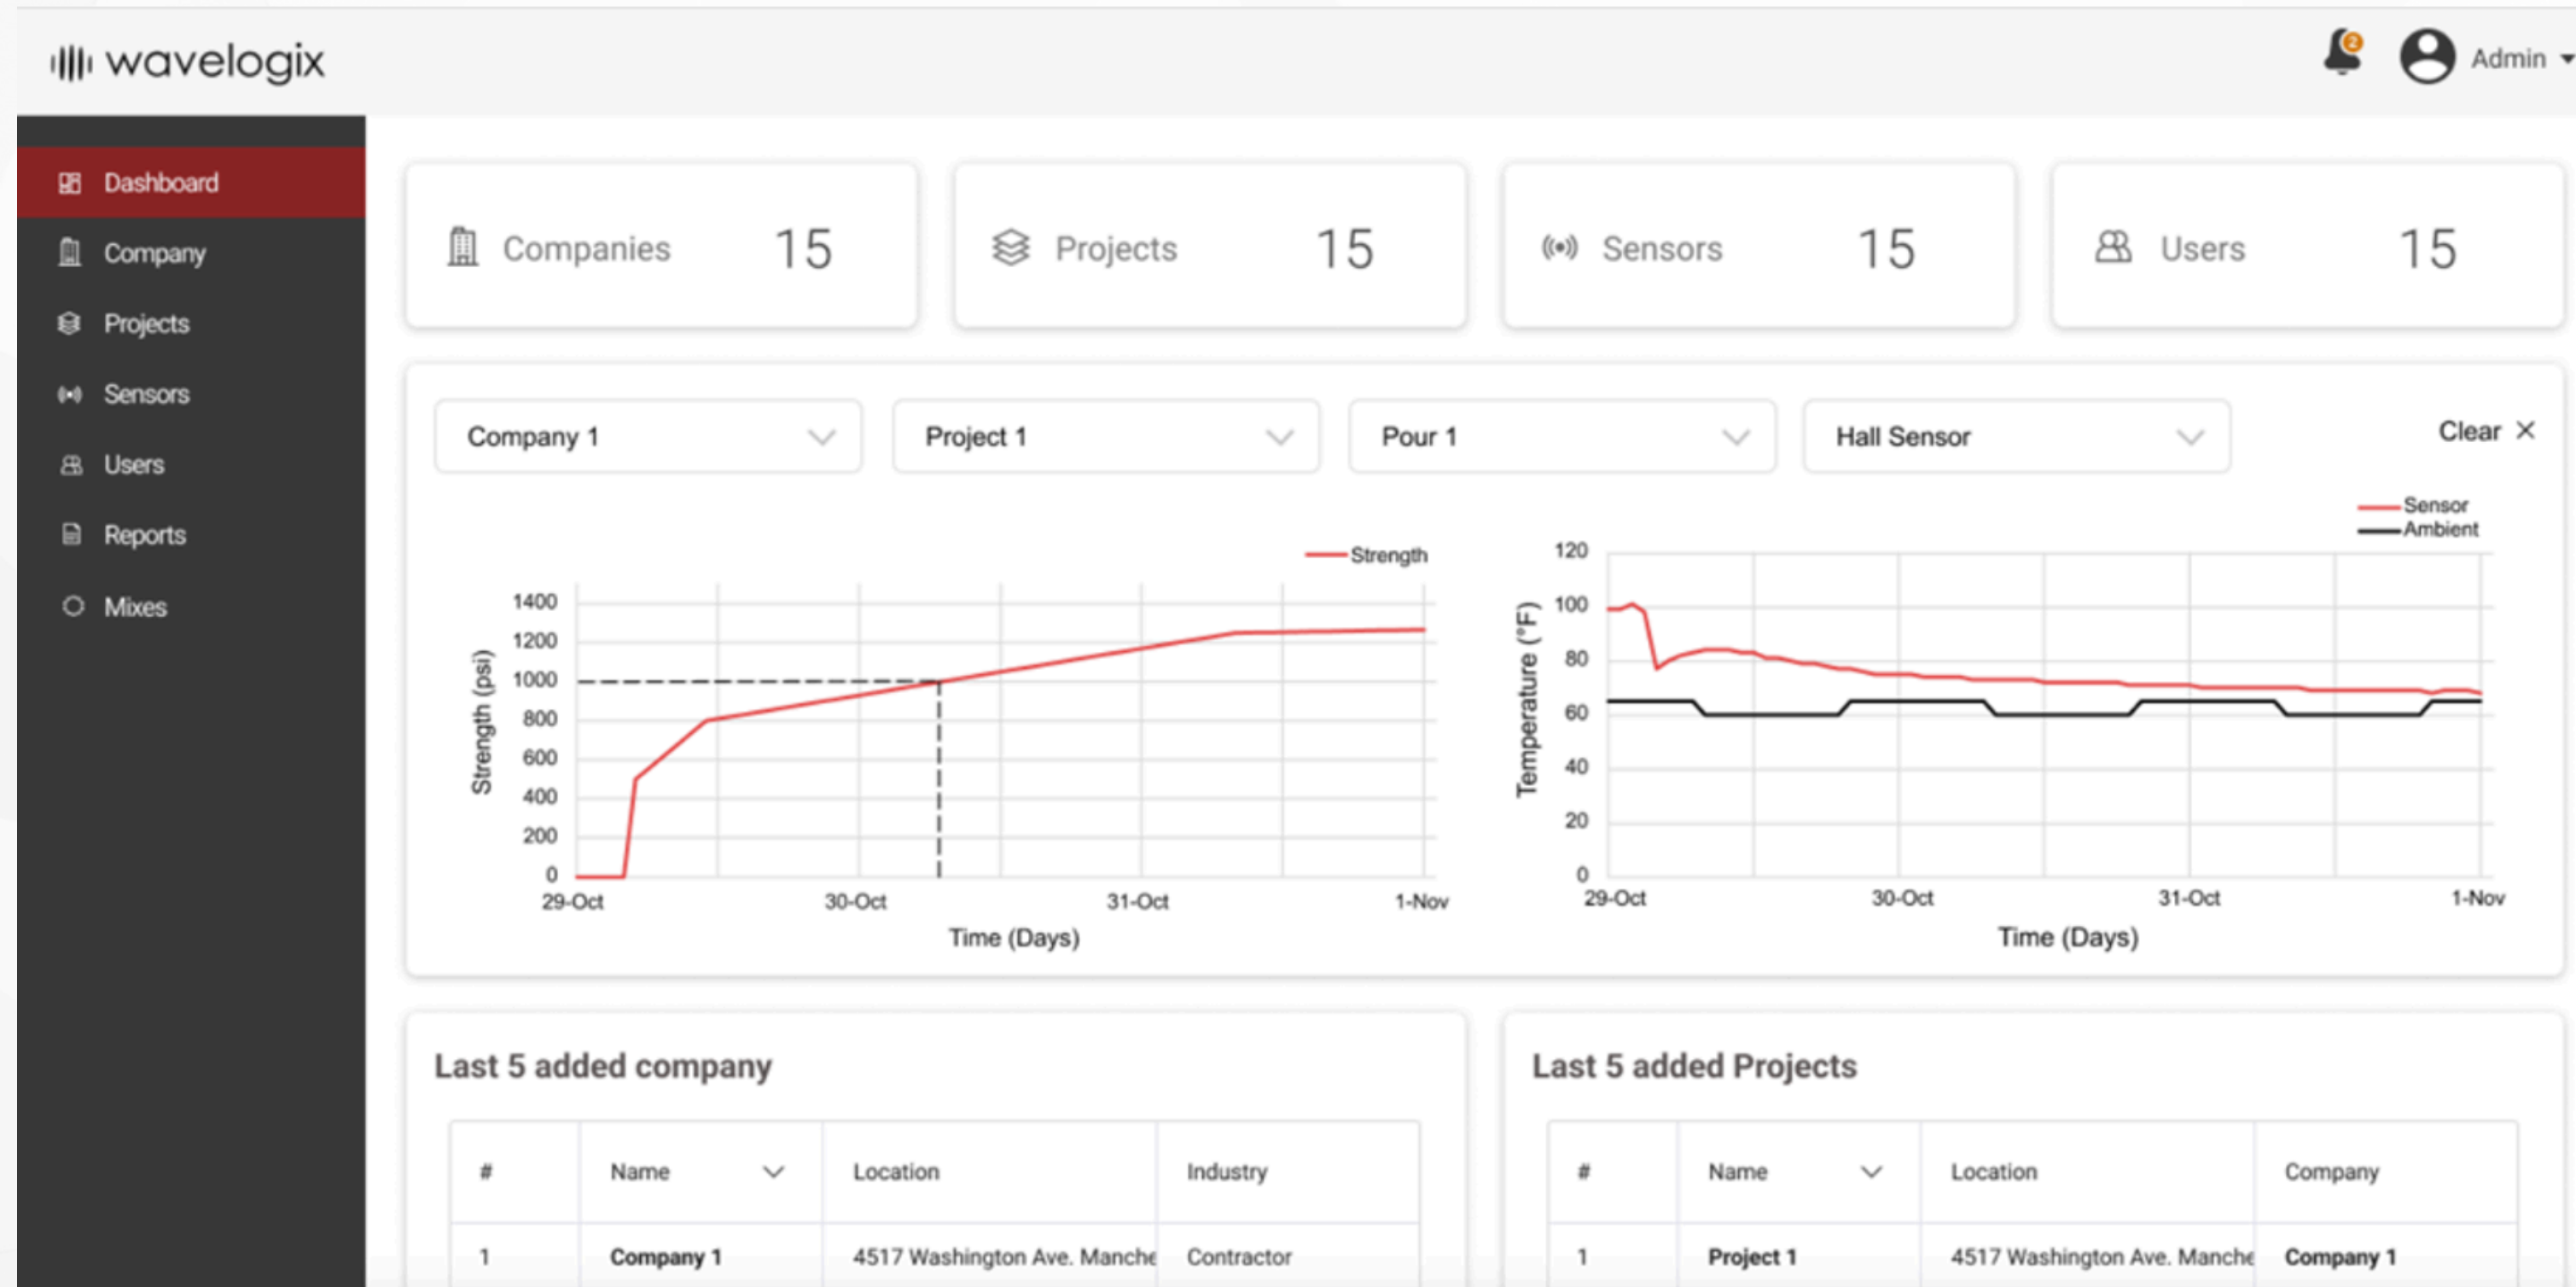 wavelogix
2
Admin
Dashboard
Company
Projects
Sensors
Users
Reports
Mixes
Companies 15
Projects 15
Sensors 15
Users 15
Company 1
Project 1
Pour 1
Hall Sensor
Clear
Strength
1400
1200
1000
800
600
400
200
0
Strength (psi)
29-Oct 30-Oct 31-Oct 1-Nov
Time (Days)
Sensor
Ambient
120
100
80
60
40
20
0
Temperature (°F)
29-Oct 30-Oct 31-Oct 1-Nov
Time (Days)
Last 5 added company
# Name Location Industry
1 Company 1 4517 Washington Ave. Manche Contractor
Last 5 added Projects
# Name Location Company
1 Project 1 4517 Washington Ave. Manche Company 1